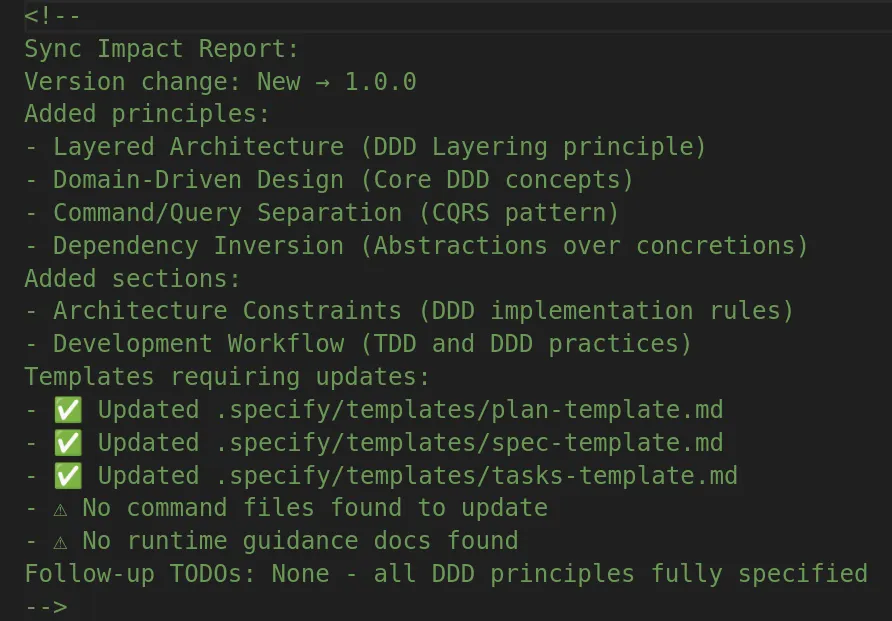 <!--
Sync Impact Report:
Version change: New → 1.0.0
Added principles:
- Layered Architecture (DDD Layering principle)
- Domain-Driven Design (Core DDD concepts)
- Command/Query Separation (CQRS pattern)
- Dependency Inversion (Abstractions over concretions)
Added sections:
- Architecture Constraints (DDD implementation rules)
- Development Workflow (TDD and DDD practices)
Templates requiring updates:
- ✅ Updated .specify/templates/plan-template.md
- ✅ Updated .specify/templates/spec-template.md
- ✅ Updated .specify/templates/tasks-template.md
- ⚠ No command files found to update
- ⚠ No runtime guidance docs found
Follow-up TODOs: None - all DDD principles fully specified
-->